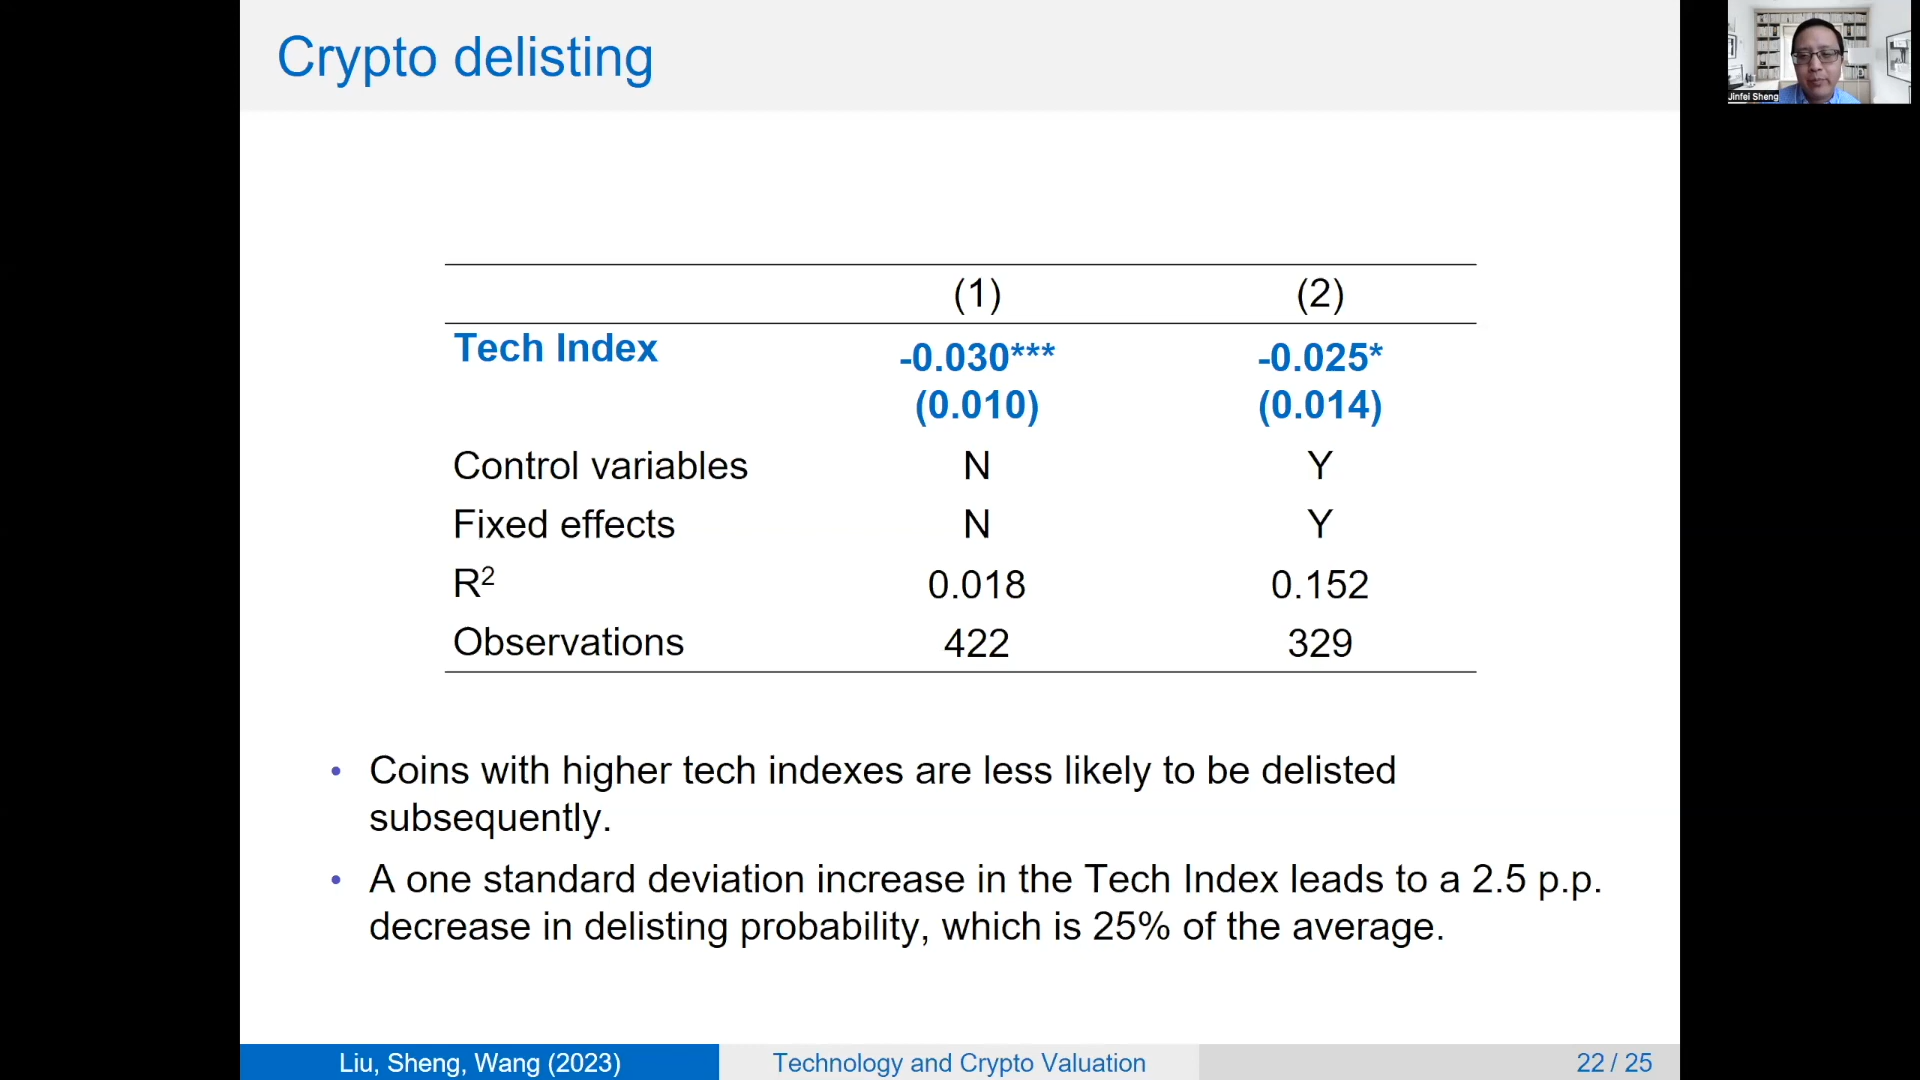 Crypto delisting
Jinfei Sheng
(1) (2)
Tech Index -0.030*** -0.025*
(0.010) (0.014)
Control variables N Y
Fixed effects N Y
R² 0.018 0.152
Observations 422 329
• Coins with higher tech indexes are less likely to be delisted
subsequently.
• A one standard deviation increase in the Tech Index leads to a 2.5 p.p.
decrease in delisting probability, which is 25% of the average.
Liu, Sheng, Wang (2023) Technology and Crypto Valuation 22 / 25